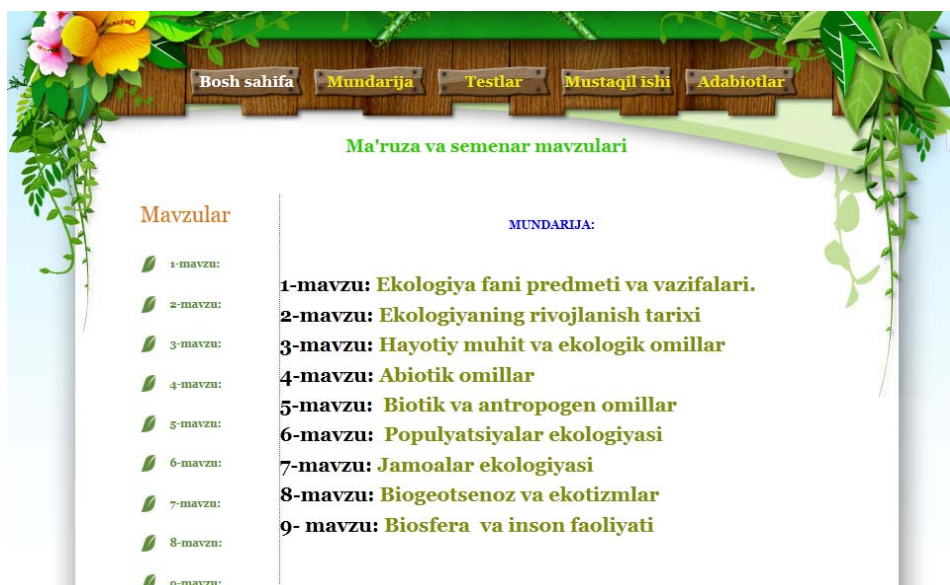 Bosh sahifa Mundarija Testlar Mustaqil ishi Adabiotlar
Ma'ruza va semenar mavzulari
Mavzular
1-mavzu:
2-mavzu:
3-mavzu:
4-mavzu:
5-mavzu:
6-mavzu:
7-mavzu:
8-mavzu:
9-mavzu:
MUNDARIJA:
1-mavzu: Ekologiya fani predmeti va vazifalari.
2-mavzu: Ekologiyaning rivojlanish tarixi
3-mavzu: Hayotiy muhit va ekologik omillar
4-mavzu: Abiotik omillar
5-mavzu: Biotik va antropogen omillar
6-mavzu: Populyatsiyalar ekologiyasi
7-mavzu: Jamoalar ekologiyasi
8-mavzu: Biogeotsenoz va ekotizmlar
9- mavzu: Biosfera va inson faoliyati